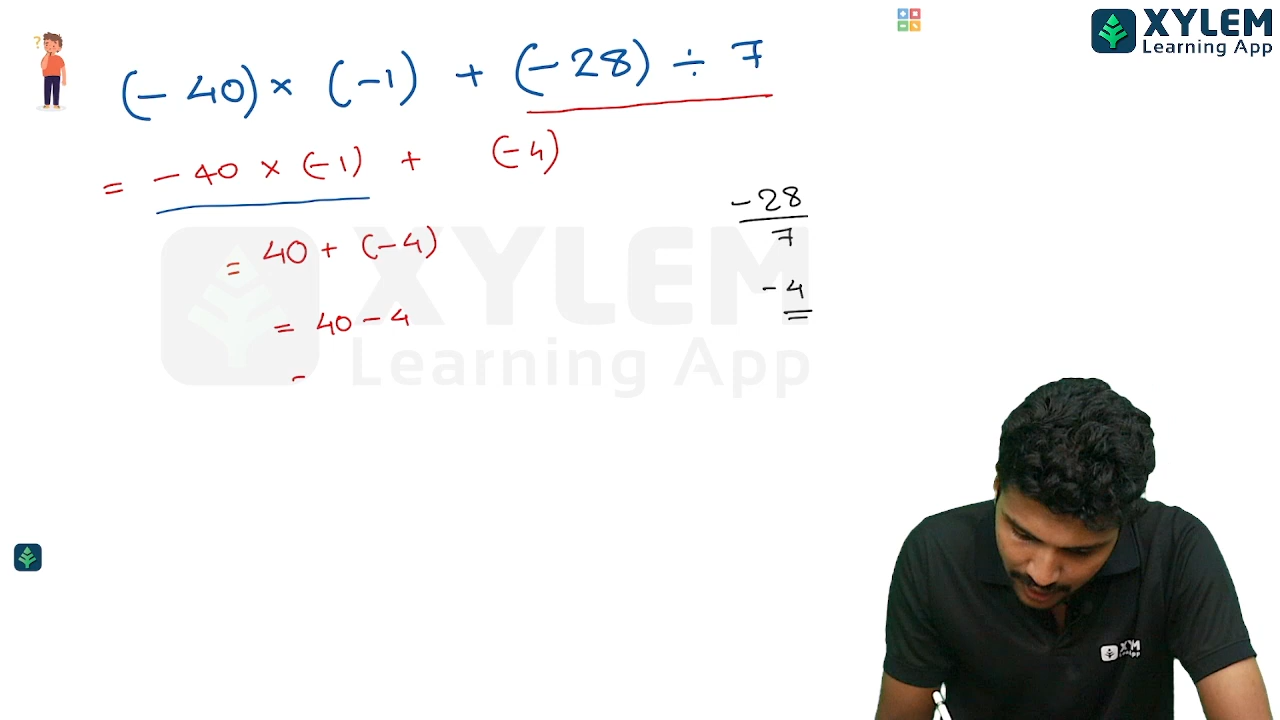 XYLEM
Learning App
(- 40) × (-1) + (-28) ÷ 7
= - 40 × (-1) + (-4)
= 40 + (-4)
= 40 - 4
-28
7
-4
XYLEM
Learning App